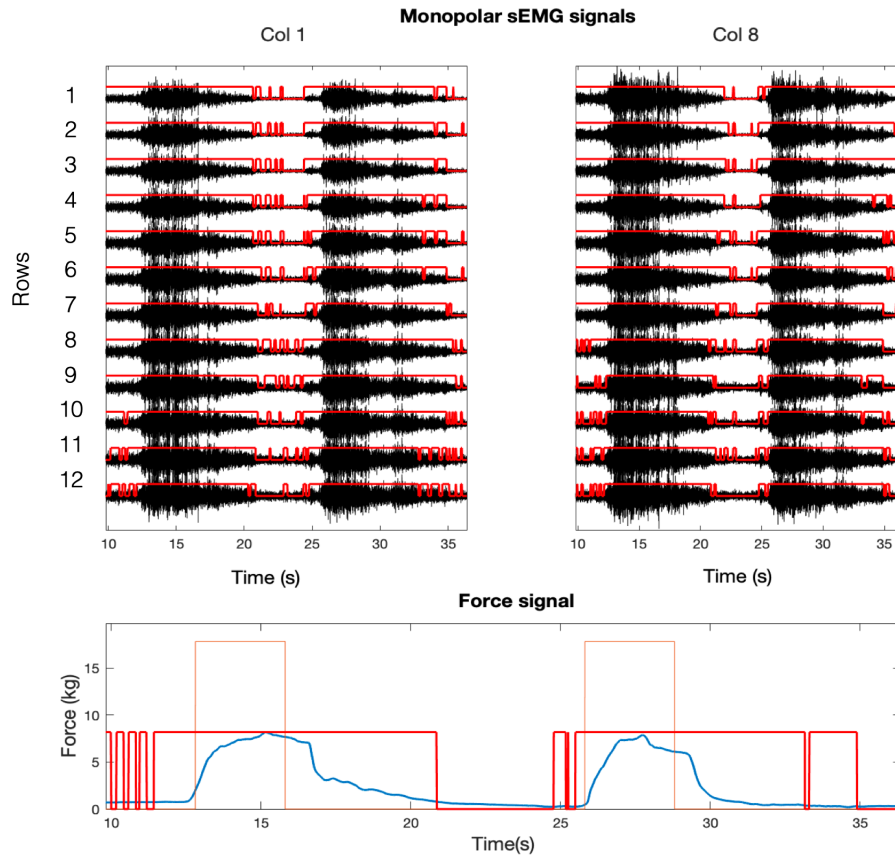 Monopolar sEMG signals
Col 1
Col 8
Rows
1
2
3
4
5
6
7
8
9
10
11
12
10 15 20 25 30 35
10 15 20 25 30 35
Time (s)
Time (s)
Force signal
Force (kg)
15
10
5
0
10 15 20 25 30 35
Time(s)